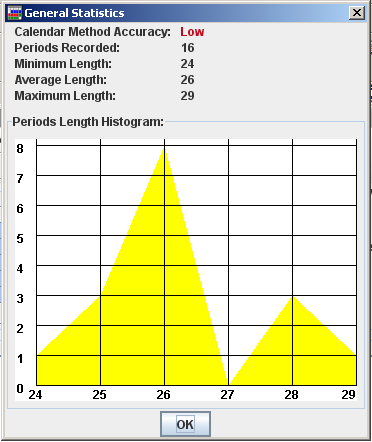 General Statistics
Calendar Method Accuracy: Low
Periods Recorded: 16
Minimum Length: 24
Average Length: 26
Maximum Length: 29
Periods Length Histogram:
8
7
6
5
4
3
2
1
0
24 25 26 27 28 29
OK